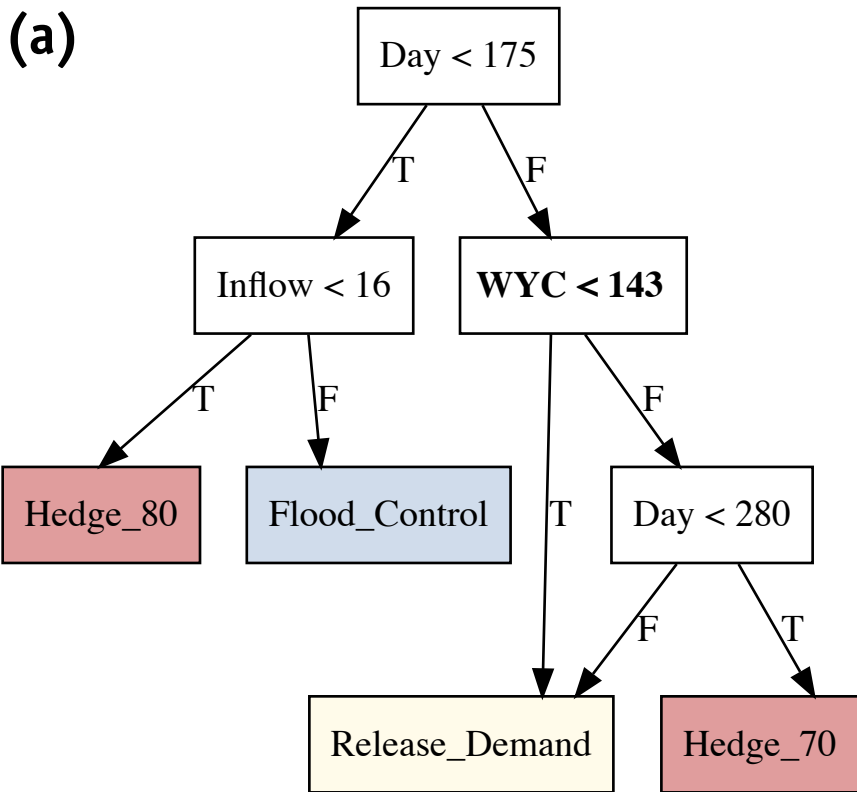 (a)
Day < 175
T
F
Inflow < 16
WYC < 143
T
F
T
F
Hedge_80
Flood_Control
Day < 280
F
T
Release_Demand
Hedge_70